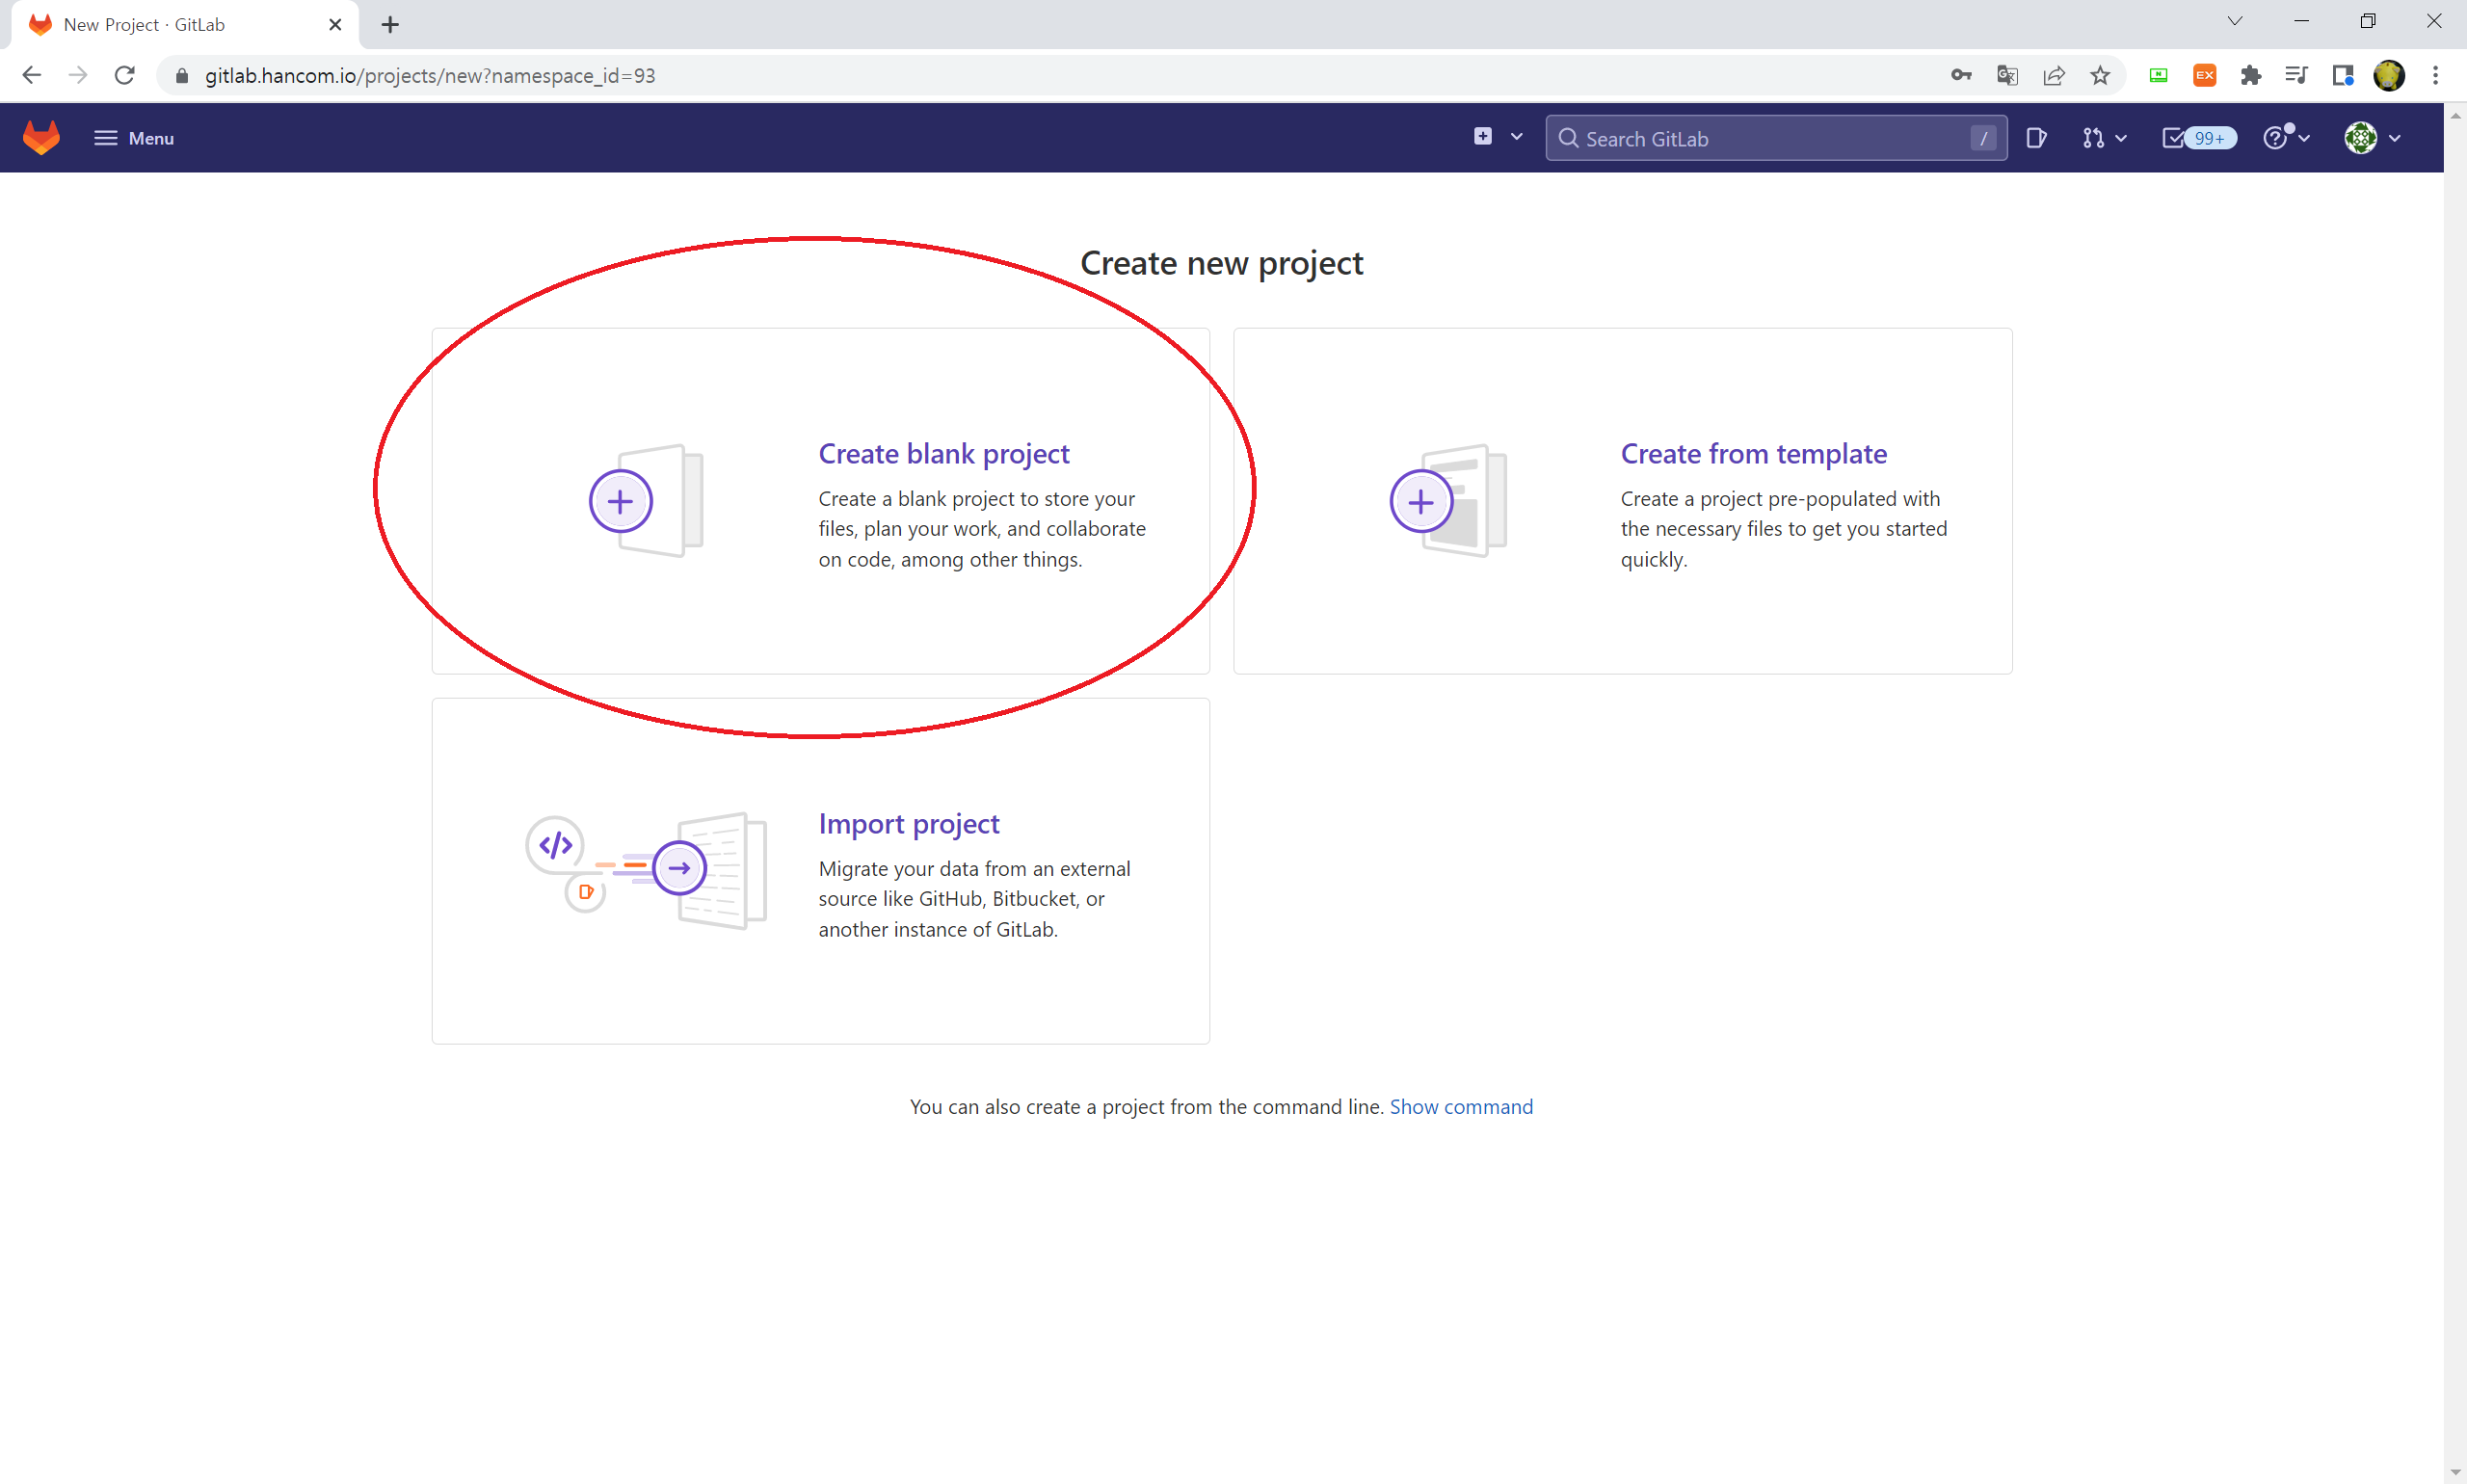 New Project · GitLab
gitlab.hancom.io/projects/new?namespace_id=93
EX
Menu
Search GitLab
/
99+
Create new project
Create blank project
Create a blank project to store your
files, plan your work, and collaborate
on code, among other things.
Create from template
Create a project pre-populated with
the necessary files to get you started
quickly.
Import project
Migrate your data from an external
source like GitHub, Bitbucket, or
another instance of GitLab.
You can also create a project from the command line. Show command